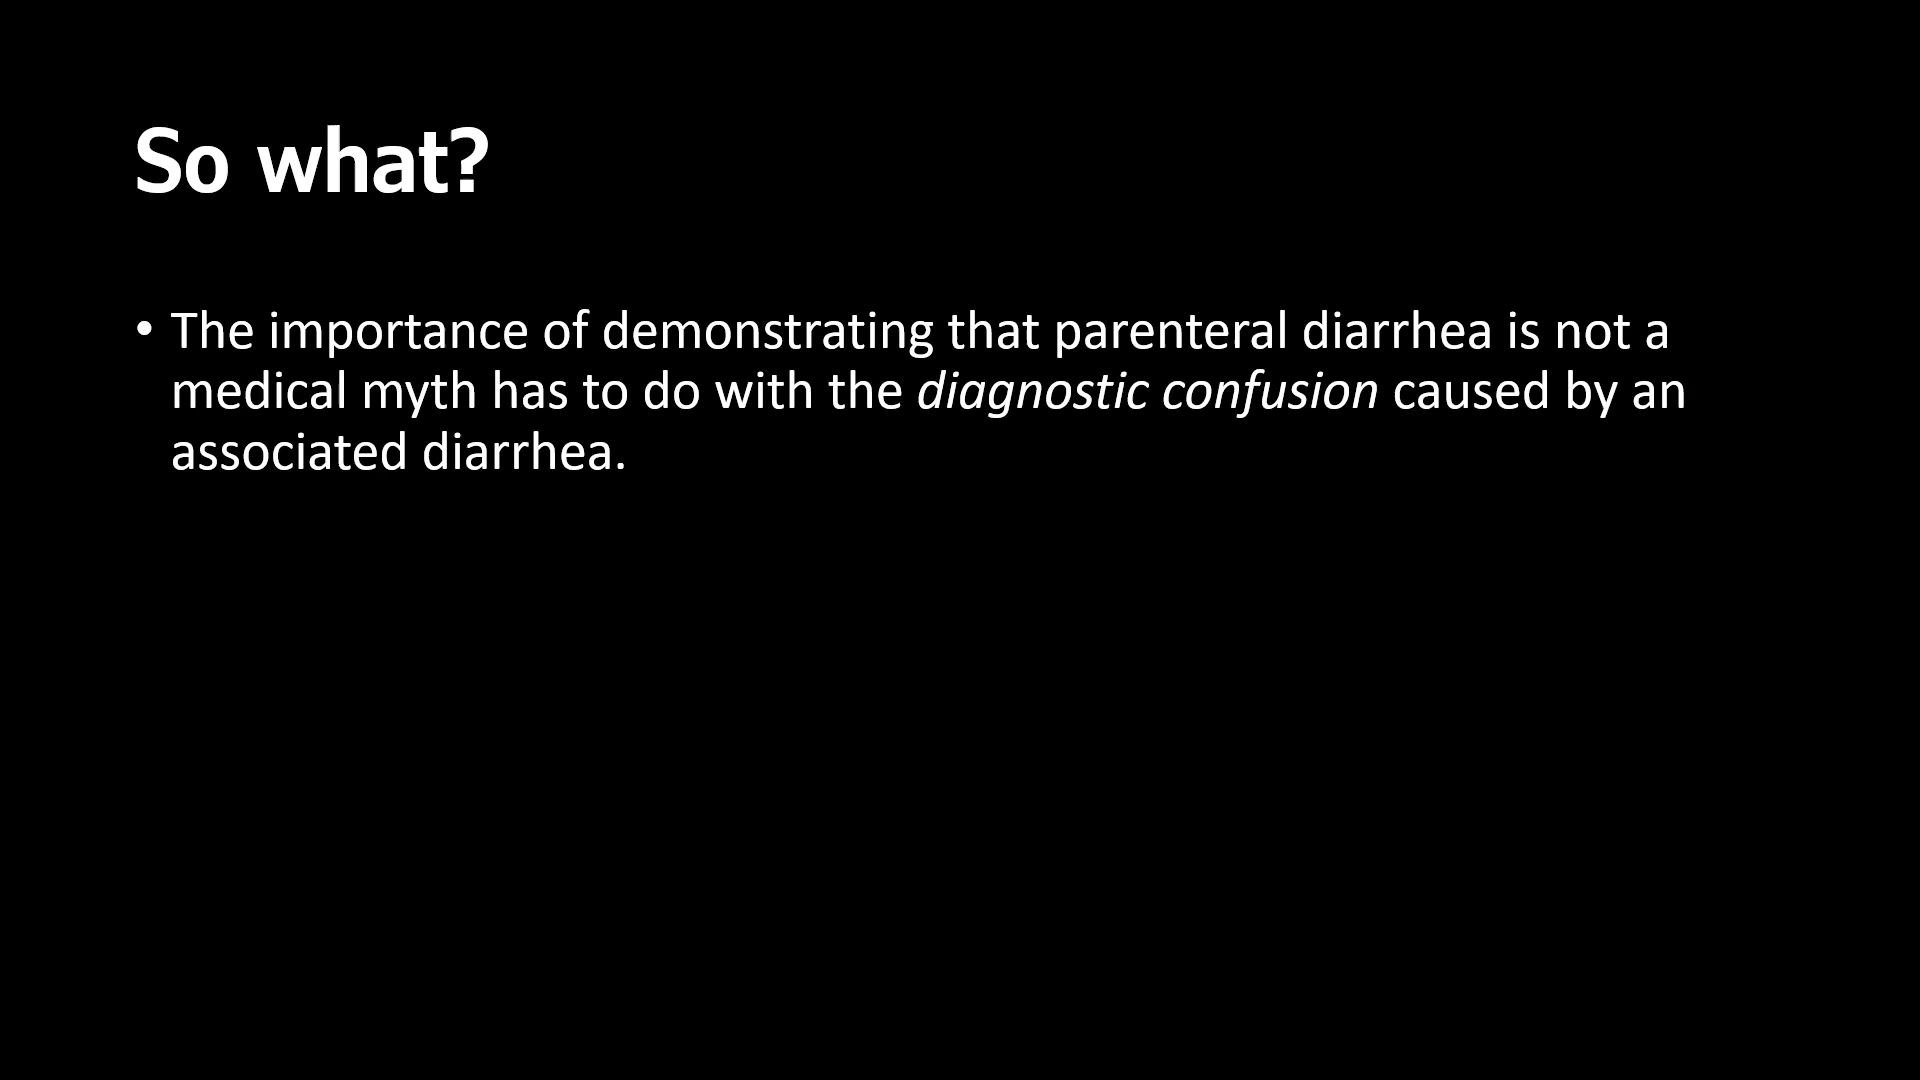 So what?
• The importance of demonstrating that parenteral diarrhea is not a
medical myth has to do with the diagnostic confusion caused by an
associated diarrhea.